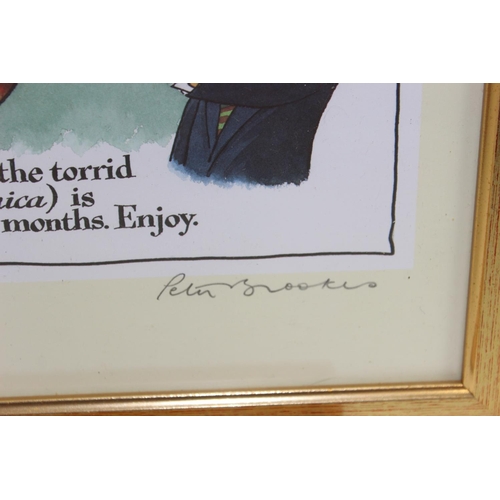 the torrid
ica) is
months. Enjoy.
Peter Brookes